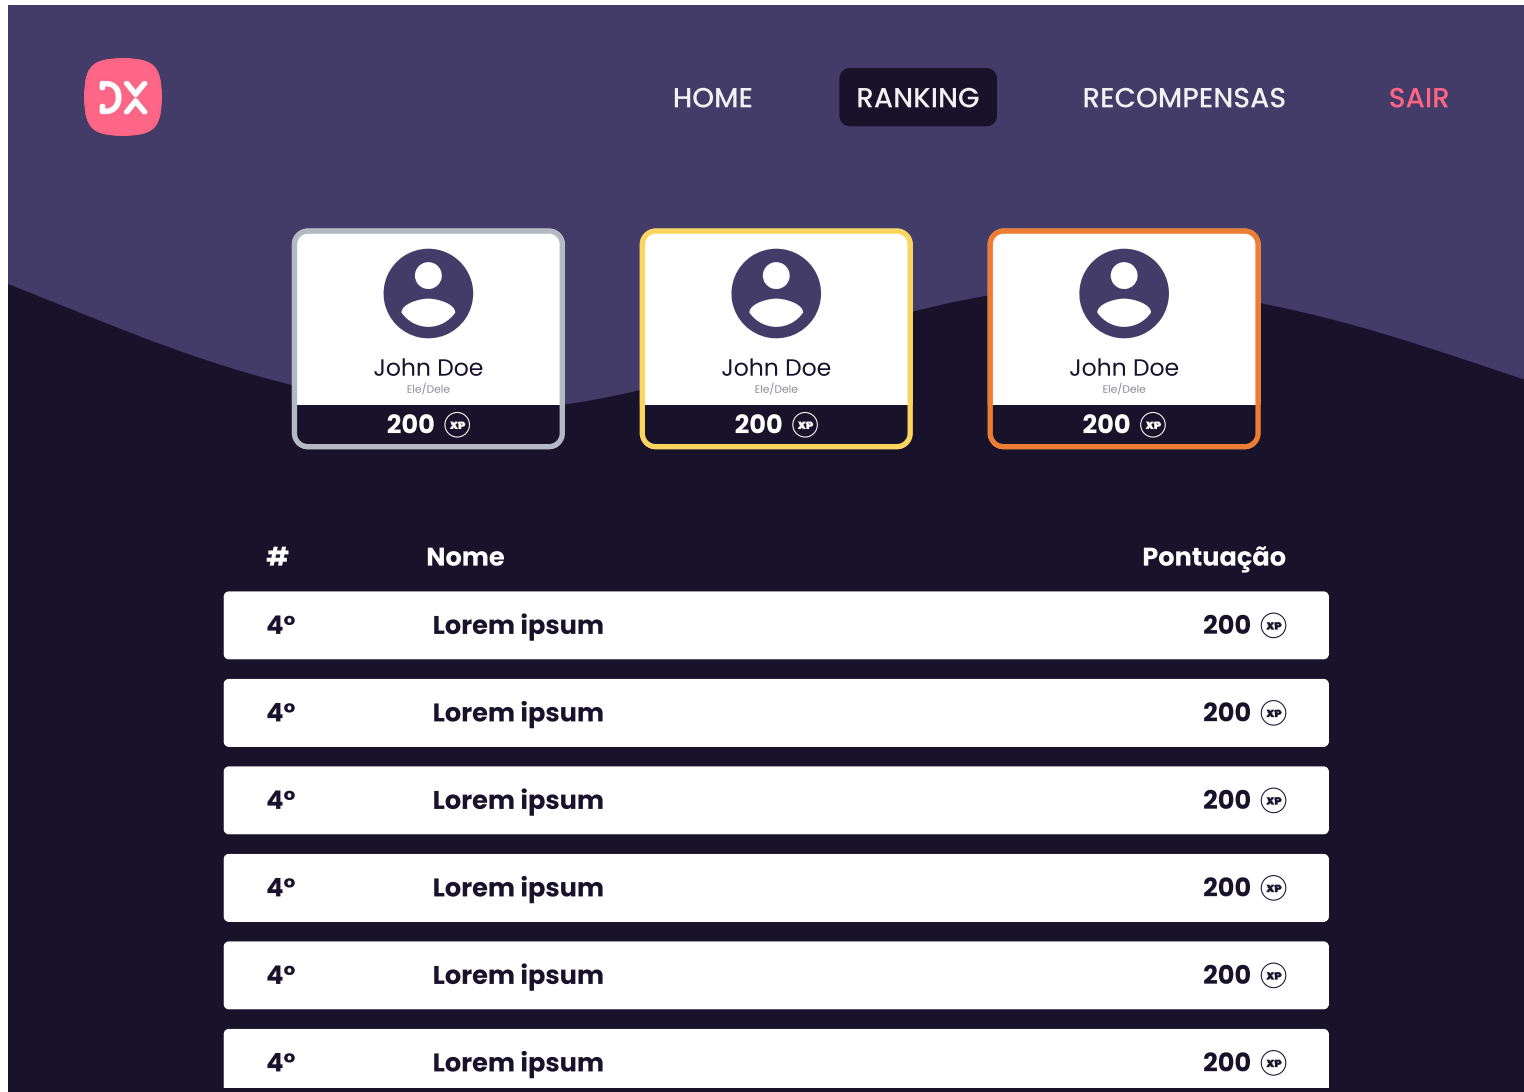 DX
HOME RANKING RECOMPENSAS SAIR
John Doe John Doe John Doe
Ele/Dele Ele/Dele Ele/Dele
200 XP 200 XP 200 XP
# Nome Pontuação
4º Lorem ipsum 200 XP
4º Lorem ipsum 200 XP
4º Lorem ipsum 200 XP
4º Lorem ipsum 200 XP
4º Lorem ipsum 200 XP
4º Lorem ipsum 200 XP